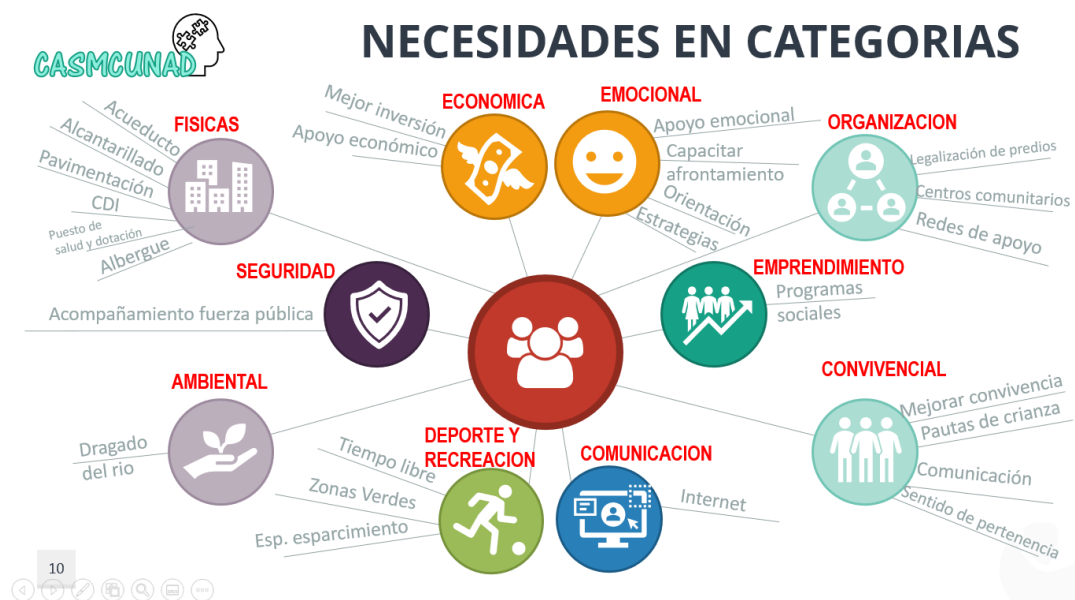 CASMCUNAD
NECESIDADES EN CATEGORIAS
FISICAS
Acueducto
Alcantarillado
Pavimentación
CDI
Puesto de
salud y dotación
Albergue
ECONOMICA
Mejor inversión
Apoyo económico
EMOCIONAL
Apoyo emocional
Capacitar
afrontamiento
Orientación
Estrategias
ORGANIZACION
Legalización de predios
Centros comunitarios
Redes de apoyo
SEGURIDAD
Acompañamiento fuerza pública
EMPRENDIMIENTO
Programas
sociales
AMBIENTAL
Dragado
del rio
DEPORTE Y
RECREACION
Tiempo libre
Zonas Verdes
Esp. esparcimiento
COMUNICACION
Internet
CONVIVENCIAL
Mejorar convivencia
Pautas de crianza
Comunicación
Sentido de pertenencia
10